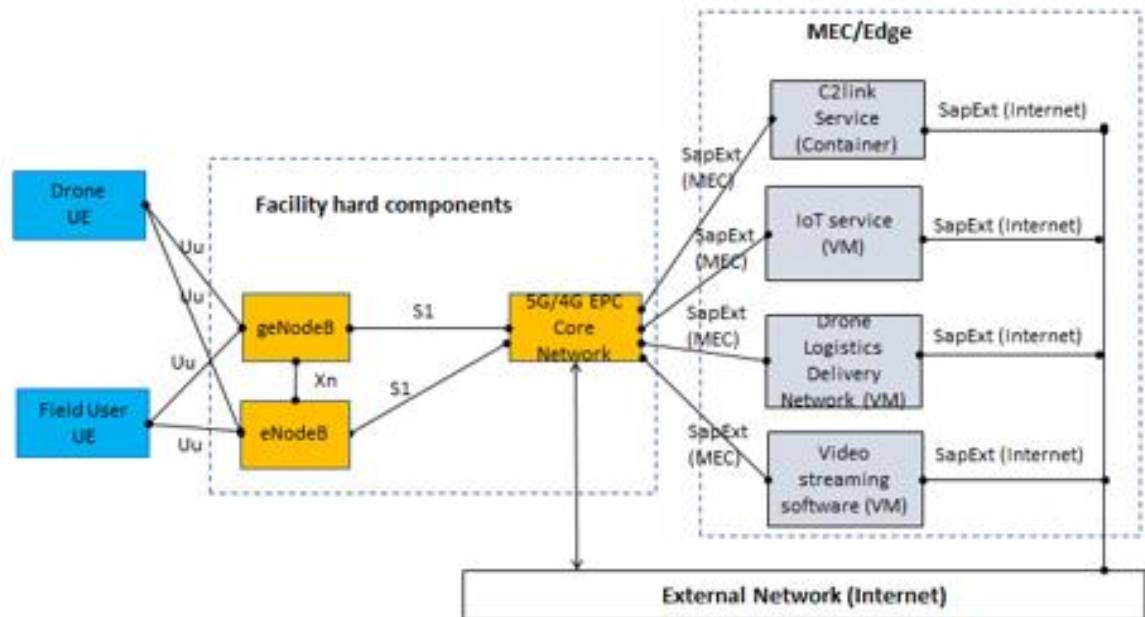 MEC/Edge
C2link
Service
(Container)
SapExt (Internet)
SapExt
(MEC)
Drone
UE
Facility hard components
IoT service
(VM)
SapExt (Internet)
SapExt
(MEC)
Uu
Uu
geNodeB
S1
5G/4G EPC
Core
Network
SapExt
(MEC)
Drone
Logistics
Delivery
Network (VM)
SapExt (Internet)
Uu
Xn
S1
Field User
UE
Uu
eNodeB
SapExt
(MEC)
Video
streaming
software (VM)
SapExt (Internet)
External Network (Internet)